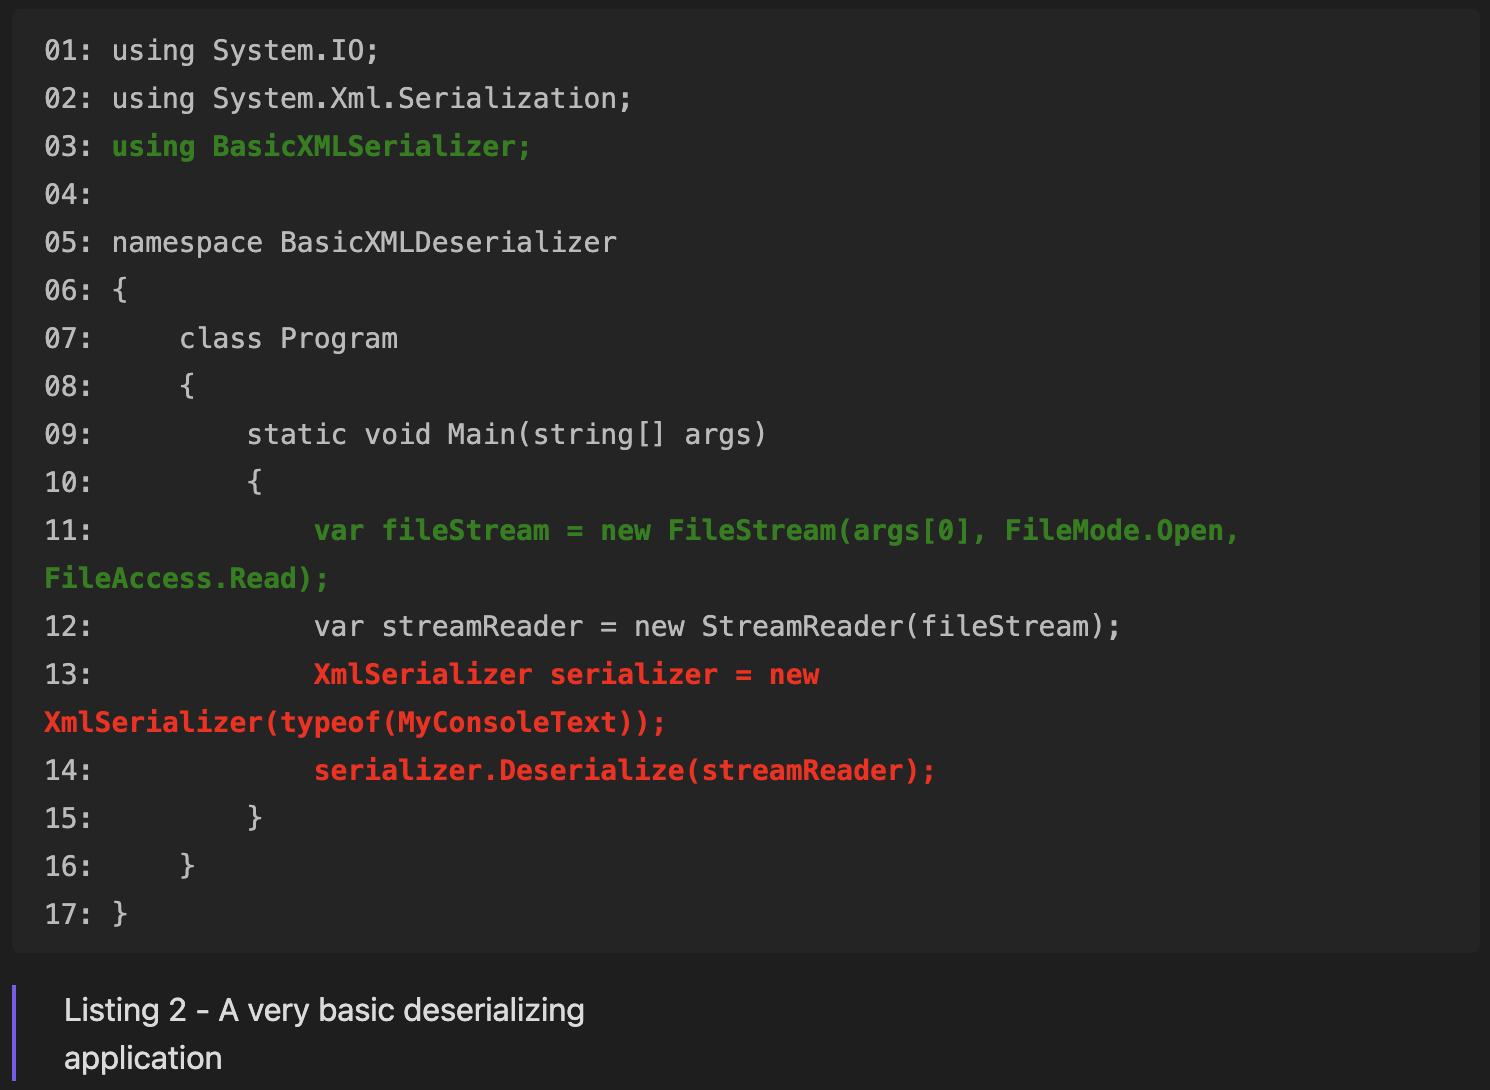 01: using System.IO;
02: using System.Xml.Serialization;
03: using BasicXMLSerializer;
04:
05: namespace BasicXMLDeserializer
06: {
07:     class Program
08:     {
09:         static void Main(string[] args)
10:         {
11:             var fileStream = new FileStream(args[0], FileMode.Open,
FileAccess.Read);
12:             var streamReader = new StreamReader(fileStream);
13:             XmlSerializer serializer = new
XmlSerializer(typeof(MyConsoleText));
14:             serializer.Deserialize(streamReader);
15:         }
16:     }
17: }
Listing 2 - A very basic deserializing
application